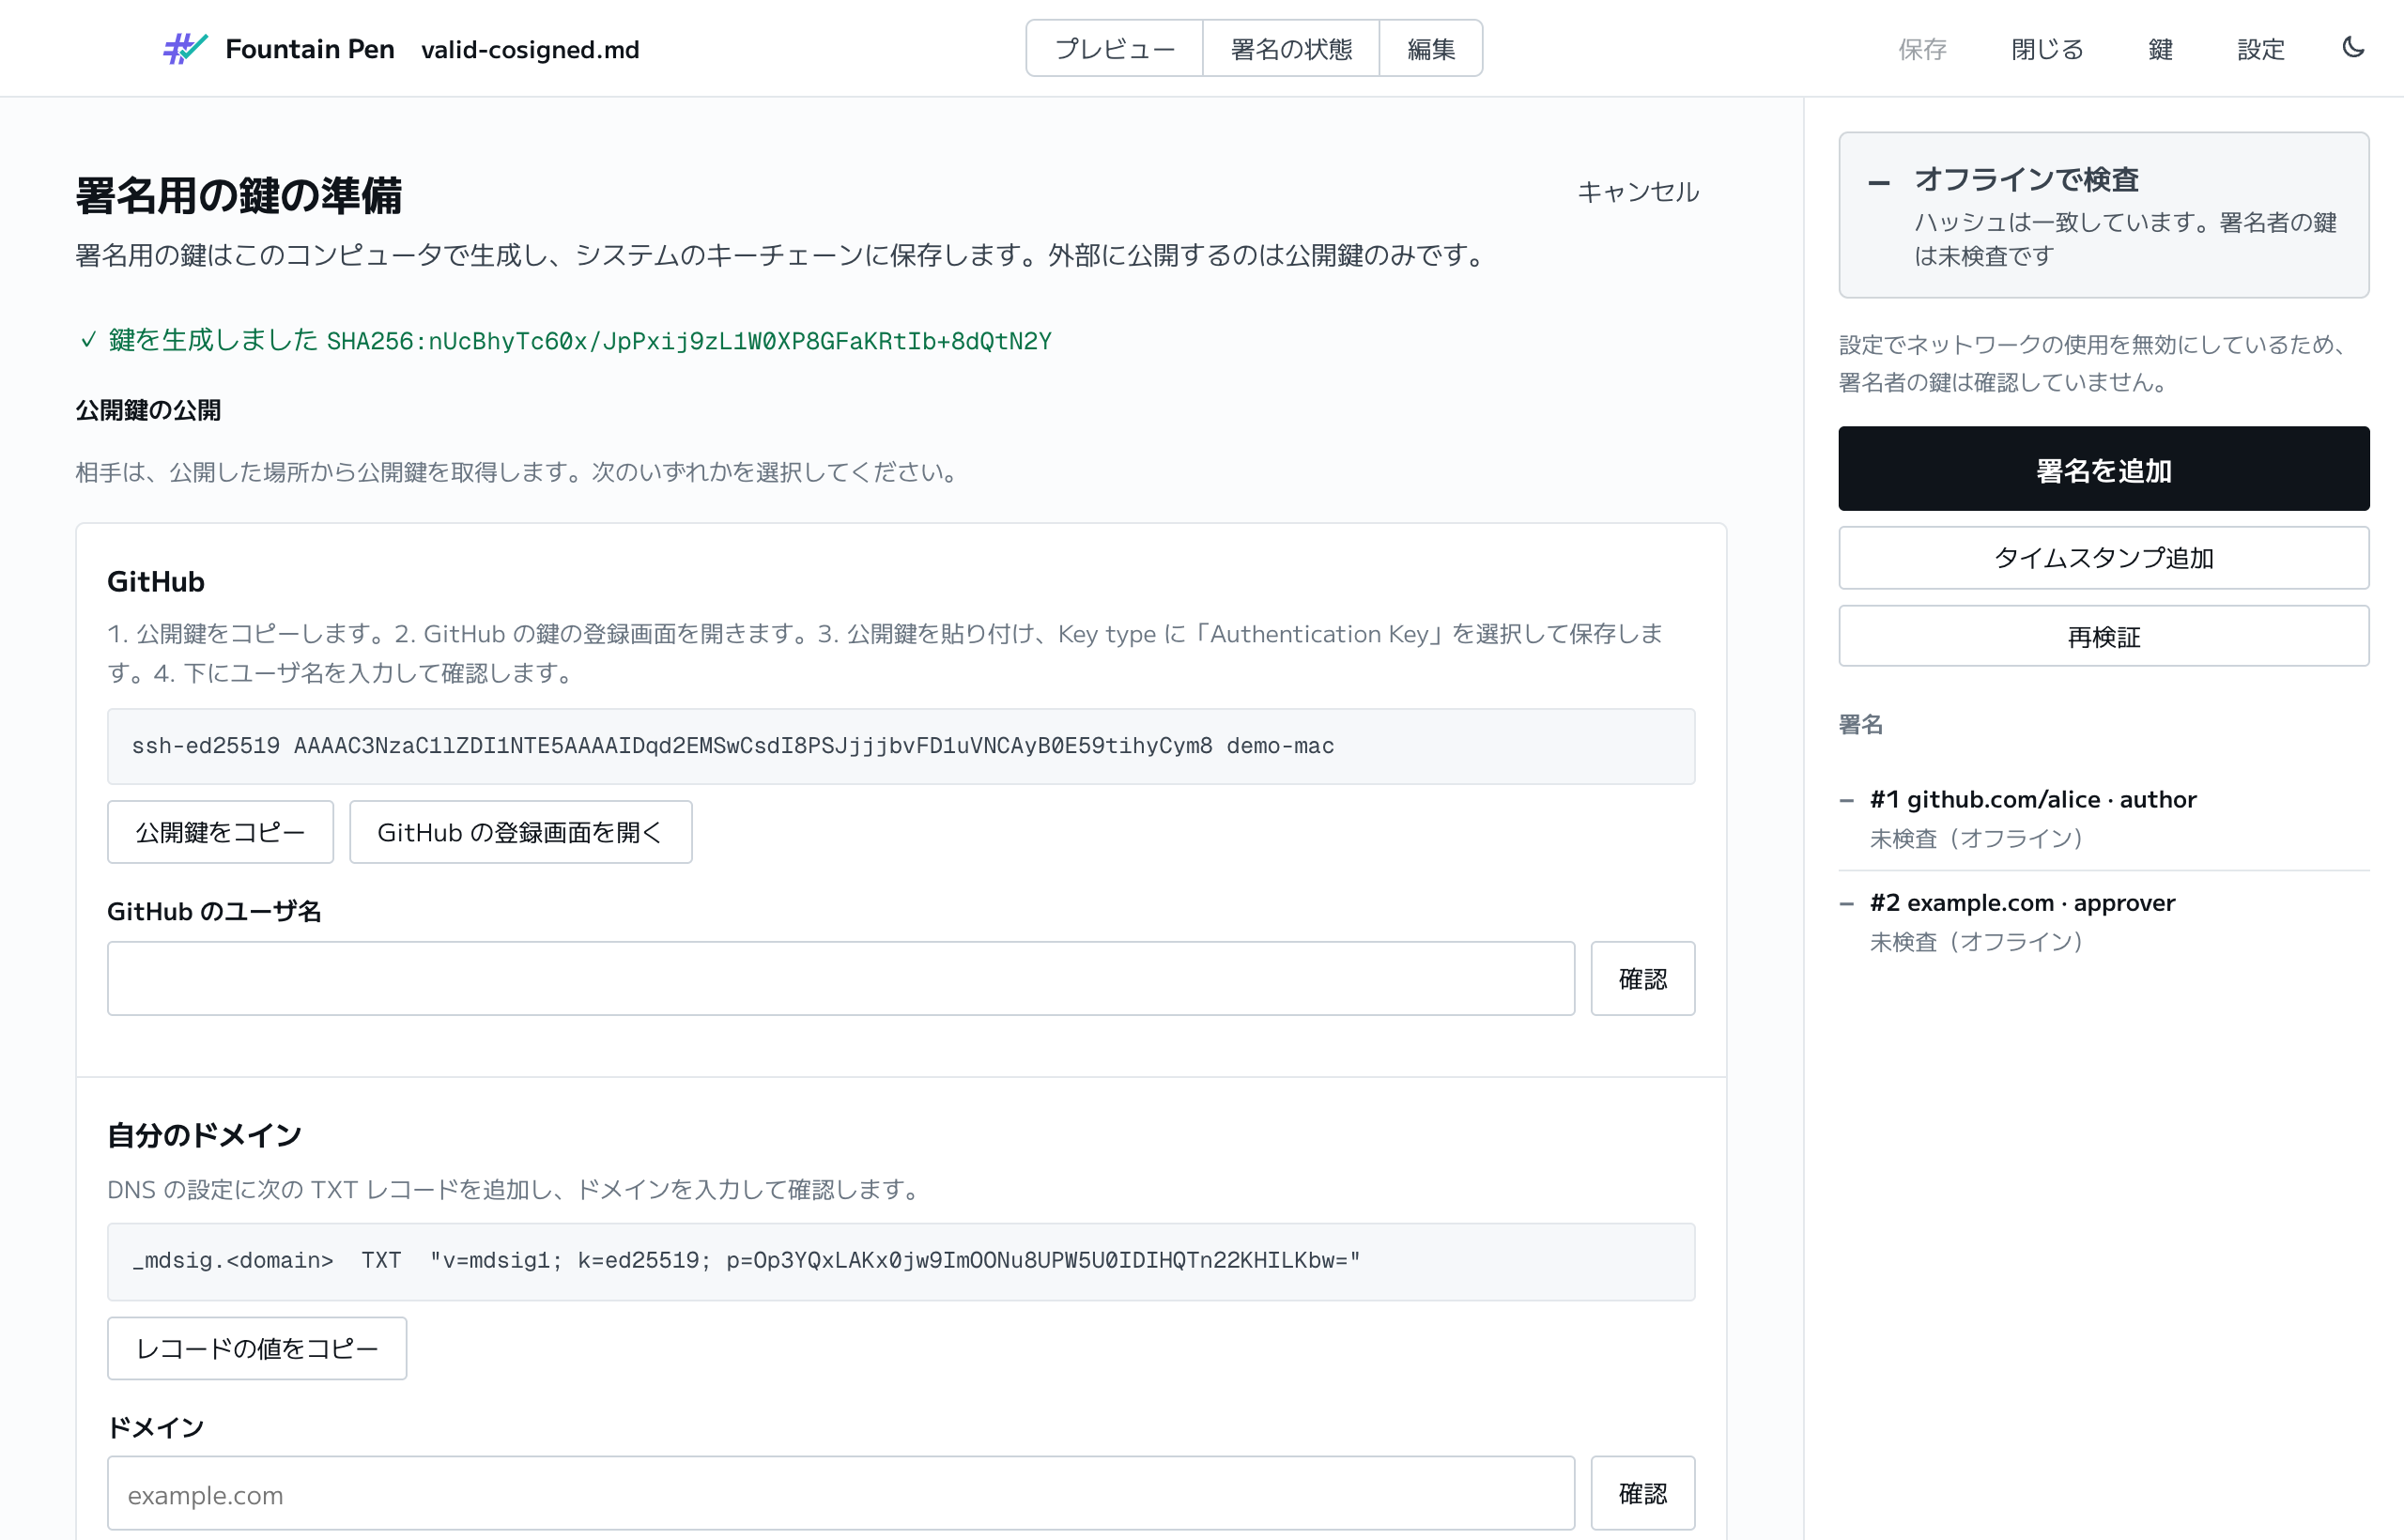 Fountain Pen valid-cosigned.md
プレビュー 署名の状態 編集
保存 閉じる 鍵 設定
署名用の鍵の準備
キャンセル
署名用の鍵はこのコンピュータで生成し、システムのキーチェーンに保存します。外部に公開するのは公開鍵のみです。
✓ 鍵を生成しました SHA256:nUcBhyTc60x/JpPxij9zL1W0XP8GFaKRtIb+8dQtN2Y
公開鍵の公開
相手は、公開した場所から公開鍵を取得します。次のいずれかを選択してください。
GitHub
1. 公開鍵をコピーします。2. GitHub の鍵の登録画面を開きます。3. 公開鍵を貼り付け、Key type に「Authentication Key」を選択して保存しま
す。4. 下にユーザ名を入力して確認します。
ssh-ed25519 AAAAC3NzaC1lZDI1NTE5AAAAIDqd2EMSwCsdI8PSJjjjbvFD1uVNCAyB0E59tihyCym8 demo-mac
公開鍵をコピー GitHub の登録画面を開く
GitHub のユーザ名
確認
自分のドメイン
DNS の設定に次の TXT レコードを追加し、ドメインを入力して確認します。
_mdsig.<domain> TXT "v=mdsig1; k=ed25519; p=Op3YQxLAKx0jw9ImOONu8UPW5U0IDIHQTn22KHILKbw="
レコードの値をコピー
ドメイン
example.com
確認
– オフラインで検査
ハッシュは一致しています。署名者の鍵
は未検査です
設定でネットワークの使用を無効にしているため、
署名者の鍵は確認していません。
署名を追加
タイムスタンプ追加
再検証
署名
– #1 github.com/alice · author
未検査（オフライン）
– #2 example.com · approver
未検査（オフライン）